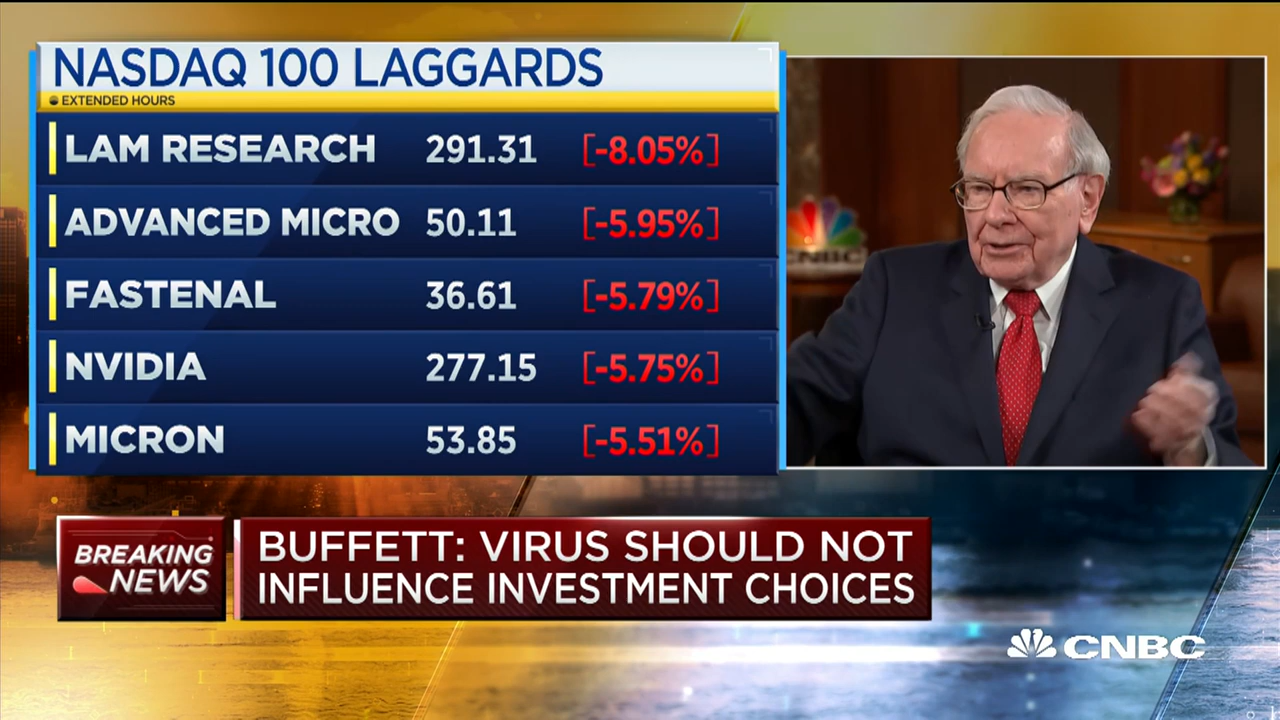 NASDAQ 100 LAGGARDS
EXTENDED HOURS
LAM RESEARCH 291.31 [-8.05%]
ADVANCED MICRO 50.11 [-5.95%]
FASTENAL 36.61 [-5.79%]
NVIDIA 277.15 [-5.75%]
MICRON 53.85 [-5.51%]
CNBC
BREAKING
NEWS
BUFFETT: VIRUS SHOULD NOT
INFLUENCE INVESTMENT CHOICES
CNBC